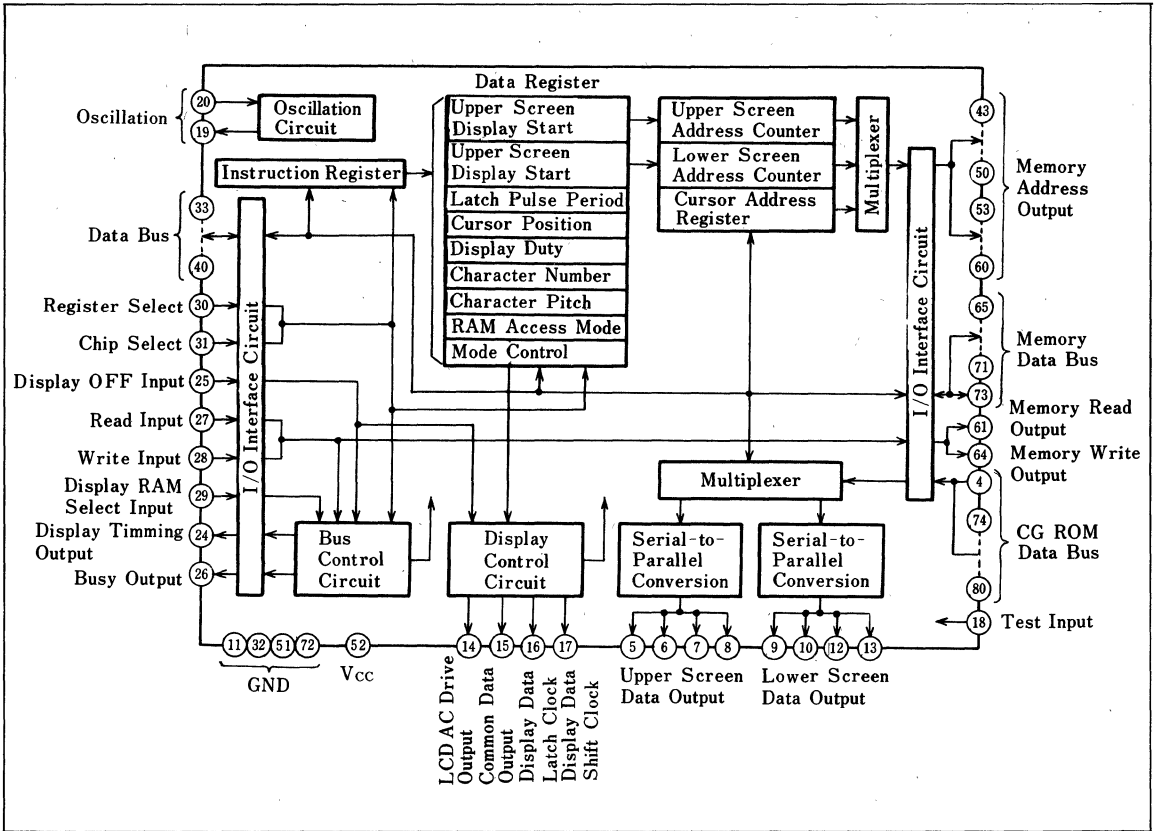 Data Register
Oscillation
20
19
Oscillation
Circuit
Instruction Register
Upper Screen
Display Start
Upper Screen
Display Start
Latch Pulse Period
Cursor Position
Display Duty
Character Number
Character Pitch
RAM Access Mode
Mode Control
Upper Screen
Address Counter
Lower Screen
Address Counter
Cursor Address
Register
Multiplexer
I/O Interface Circuit
43
50
53
60
Memory
Address
Output
Data Bus
33
40
Register Select
30
Chip Select
31
Display OFF Input
25
Read Input
27
Write Input
28
Display RAM
Select Input
29
Display Timming
Output
24
Busy Output
26
I/O Interface Circuit
65
71
73
Memory
Data Bus
61
Memory Read
Output
64
Memory Write
Output
4
74
80
CG ROM
Data Bus
18
Test Input
Bus
Control
Circuit
Display
Control
Circuit
Multiplexer
Serial-to-
Parallel
Conversion
Serial-to-
Parallel
Conversion
11
32
51
72
GND
52
VCC
14
15
16
17
LCD AC Drive
Output
Common Data
Output
Display Data
Latch Clock
Display Data
Shift Clock
5
6
7
8
Upper Screen
Data Output
9
10
12
13
Lower Screen
Data Output